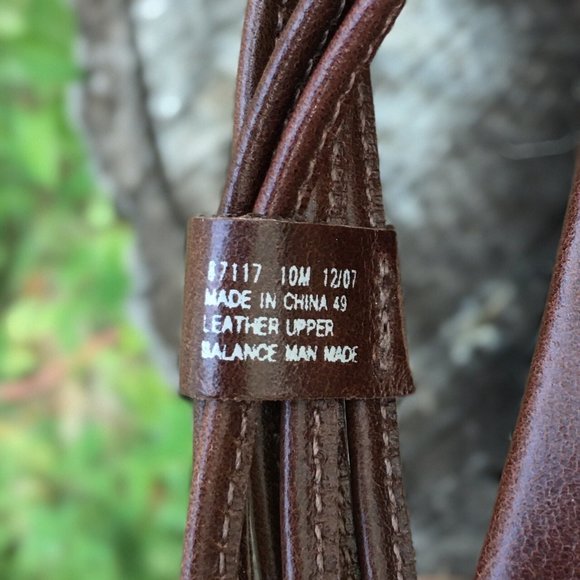 87117 10M 12/07
MADE IN CHINA 49
LEATHER UPPER
BALANCE MAN MADE